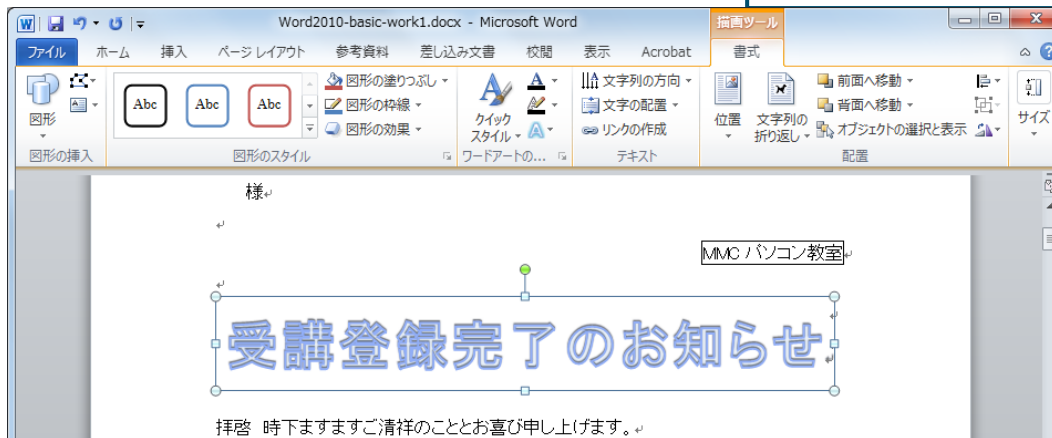 Word2010-basic-work1.docx - Microsoft Word
描画ツール
ファイル ホーム 挿入 ページ レイアウト 参考資料 差し込み文書 校閲 表示 Acrobat 書式
図形
Abc Abc Abc
図形の塗りつぶし
図形の枠線
図形の効果
クイック
スタイル
文字列の方向
文字の配置
リンクの作成
位置
文字列の
折り返し
前面へ移動
背面へ移動
オブジェクトの選択と表示
サイズ
図形の挿入 図形のスタイル ワードアートの... テキスト 配置
様
MMC パソコン教室
受講登録完了のお知らせ
拝啓 時下ますますご清祥のこととお喜び申し上げます。